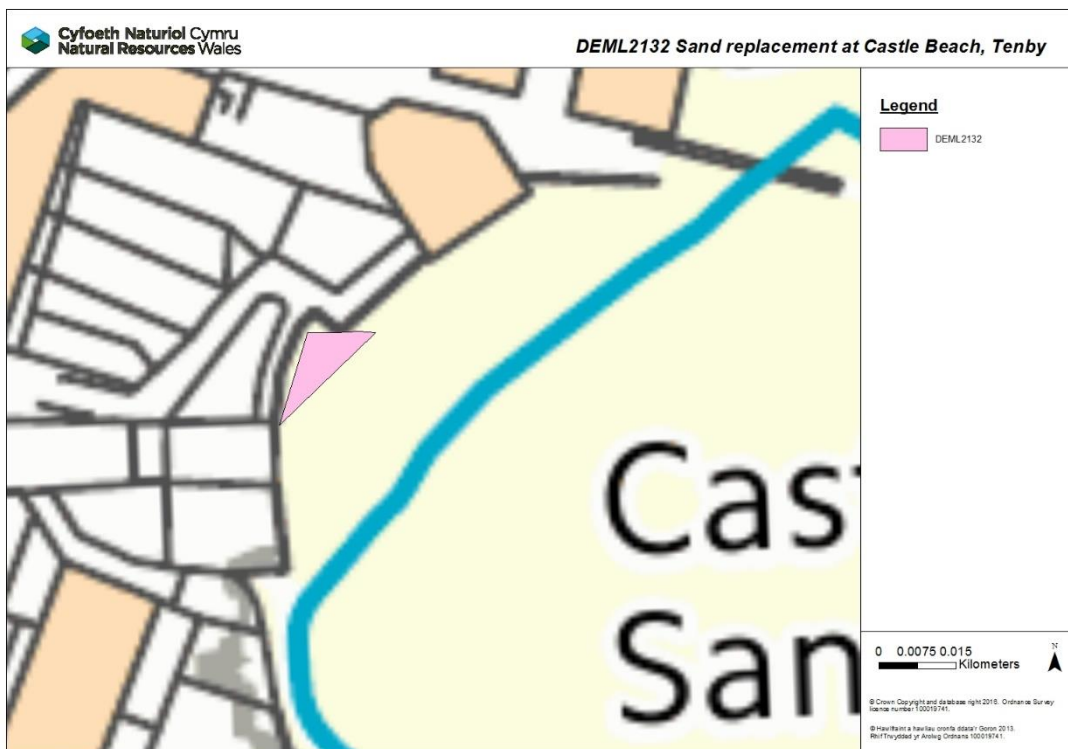 Cyfoeth Naturiol Cymru
Natural Resources Wales
DEML2132 Sand replacement at Castle Beach, Tenby
Legend
DEML2132
Cas
San
0 0.0075 0.015
Kilometers
N
© Crown Copyright and database right 2016. Ordnance Survey
licence number 100019741.
© Hawlfraint a hawliau cronfa ddata'r Goron 2013.
Rhif Trwydded yr Arolwg Ordnans 100019741.